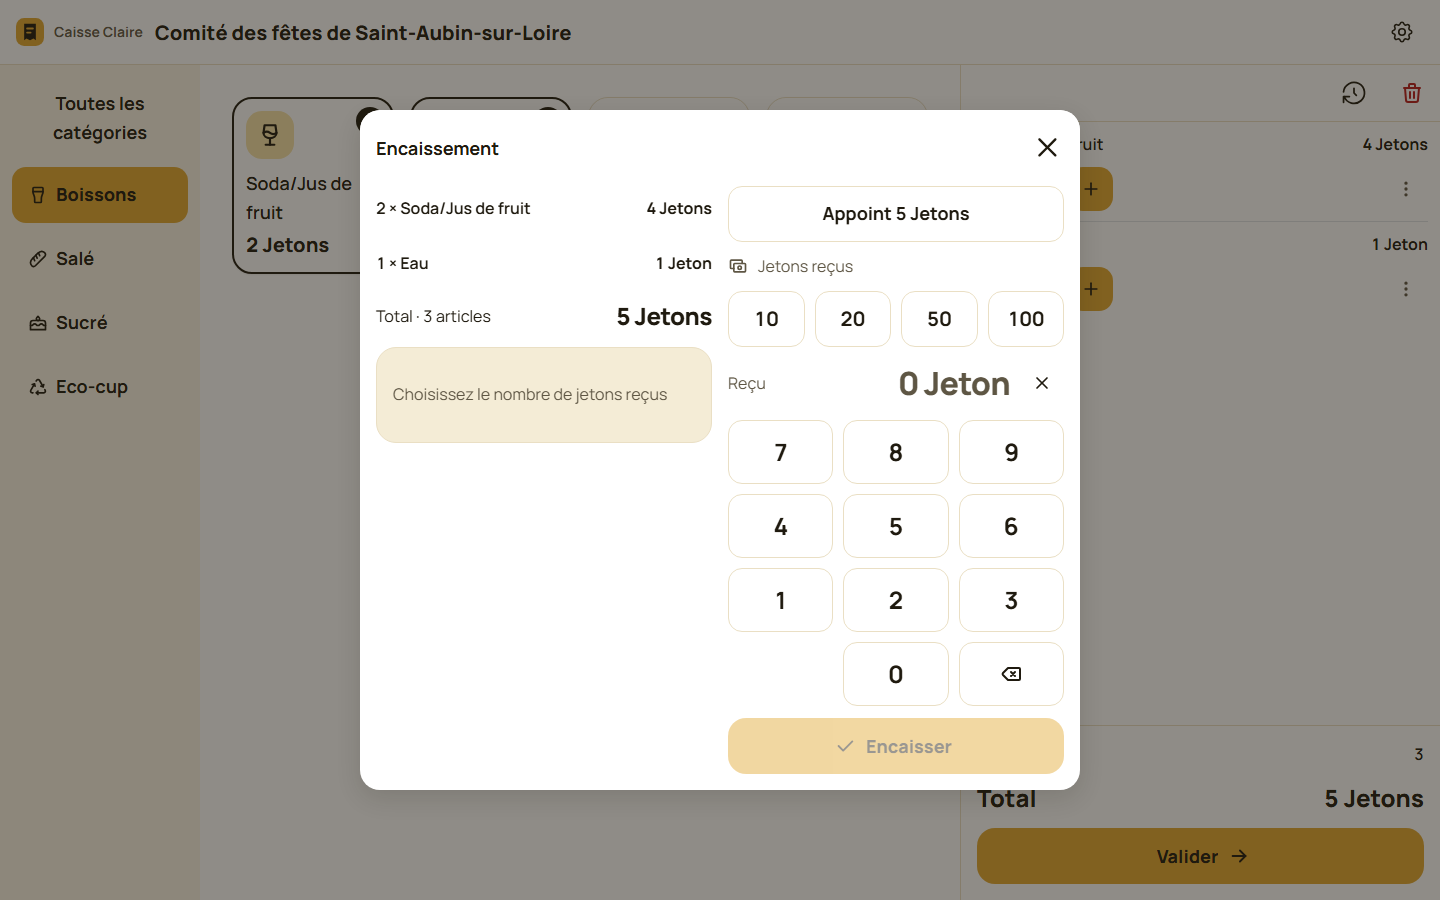 Caisse Claire
Comité des fêtes de Saint-Aubin-sur-Loire
Toutes les
catégories
Boissons
Salé
Sucré
Eco-cup
Soda/Jus de
fruit
2 Jetons
Encaissement
2 × Soda/Jus de fruit
4 Jetons
1 × Eau
1 Jeton
Total · 3 articles
5 Jetons
Choisissez le nombre de jetons reçus
Appoint 5 Jetons
Jetons reçus
10
20
50
100
Reçu
0 Jeton
7
8
9
4
5
6
1
2
3
0
Encaisser
4 Jetons
1 Jeton
3
Total
5 Jetons
Valider